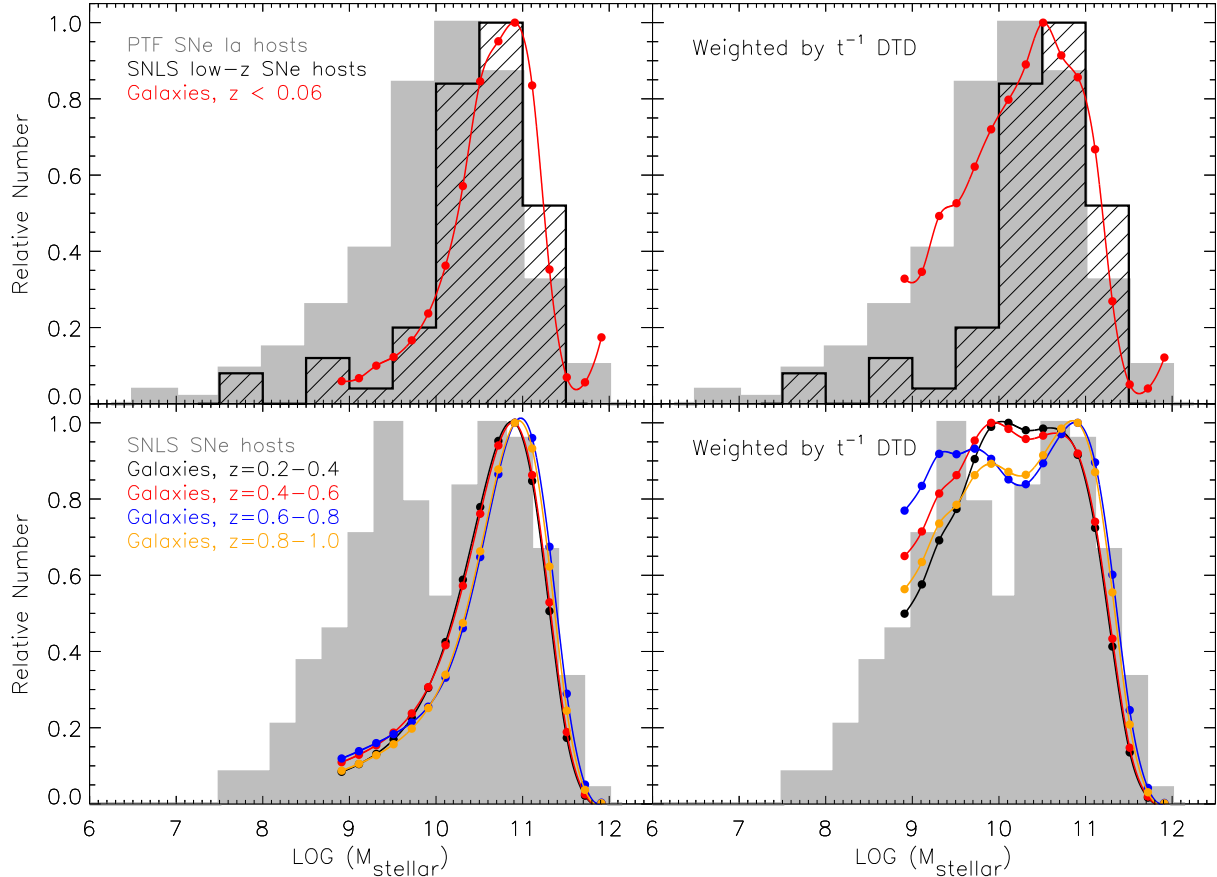 PTF SNe Ia hosts
SNLS low-z SNe hosts
Galaxies, z < 0.06
Weighted by t⁻¹ DTD
Relative Number
1.0
0.8
0.6
0.4
0.2
0.0
SNLS SNe hosts
Galaxies, z=0.2-0.4
Galaxies, z=0.4-0.6
Galaxies, z=0.6-0.8
Galaxies, z=0.8-1.0
Weighted by t⁻¹ DTD
Relative Number
1.0
0.8
0.6
0.4
0.2
0.0
6 7 8 9 10 11 12
7 8 9 10 11 12
6
LOG (M_stellar)
LOG (M_stellar)